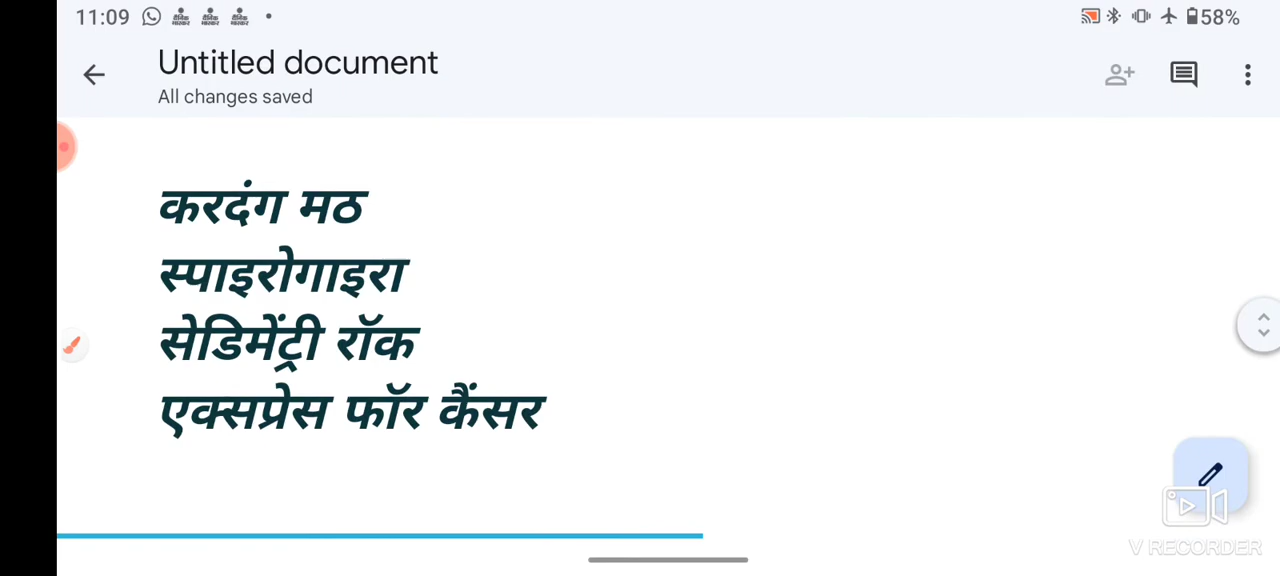 11:09 58%
Untitled document
All changes saved
करदंग मठ
स्पाइरोगाइरा
सेडिमेंट्री रॉक
एक्सप्रेस फॉर कैंसर
V RECORDER